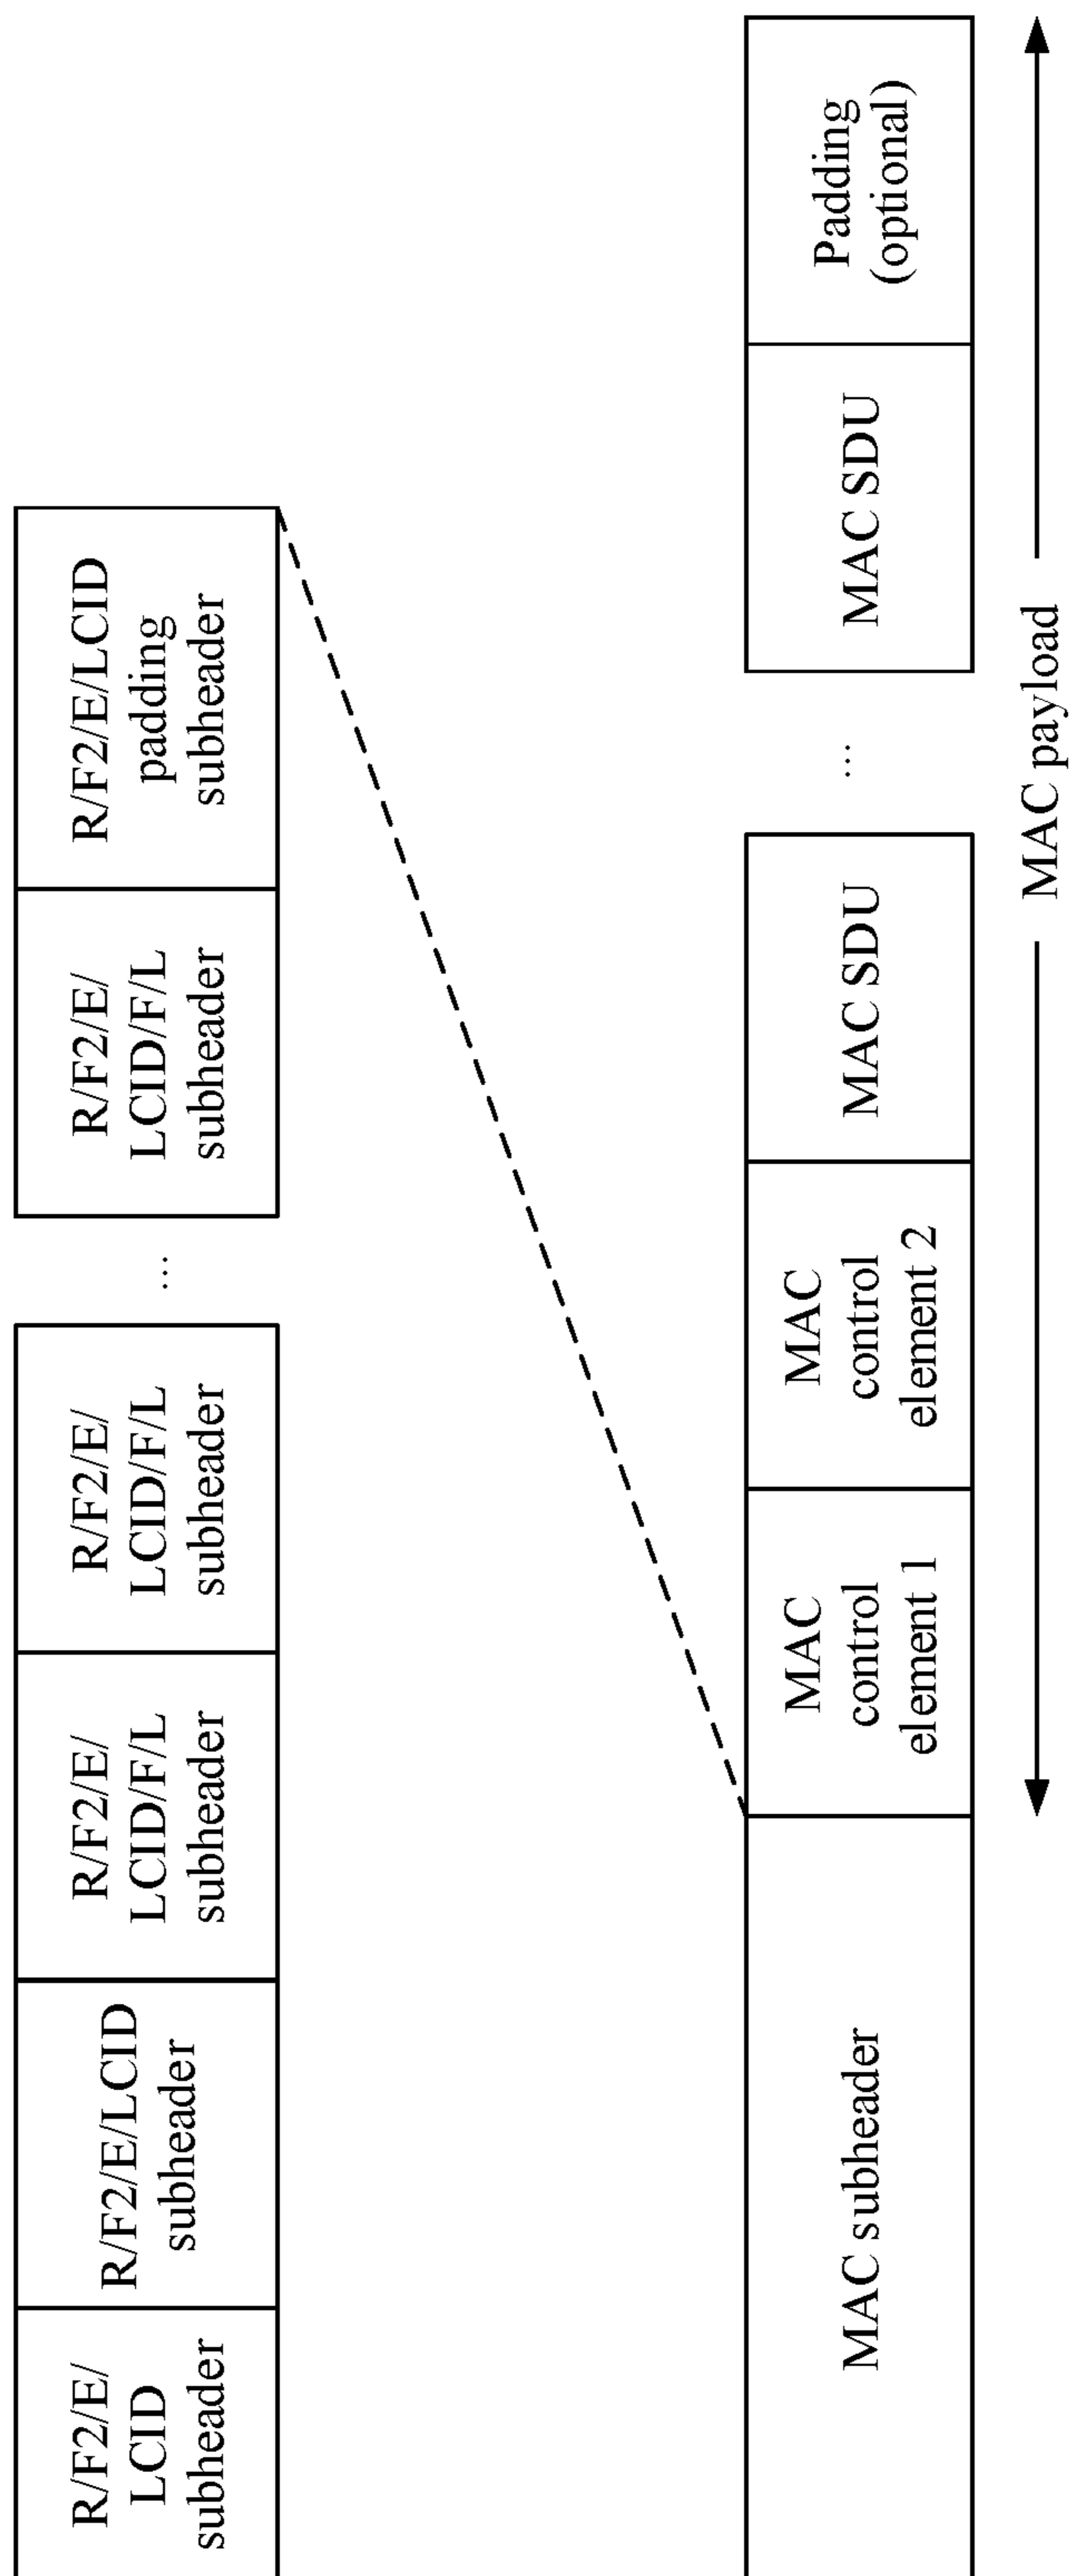 R/F2/E/
LCID
subheader
R/F2/E/LCID
subheader
R/F2/E/
LCID/F/L
subheader
R/F2/E/
LCID/F/L
subheader
...
R/F2/E/
LCID/F/L
subheader
R/F2/E/LCID
padding
subheader
MAC subheader
MAC
control
element 1
MAC
control
element 2
MAC SDU
...
MAC SDU
Padding
(optional)
MAC payload